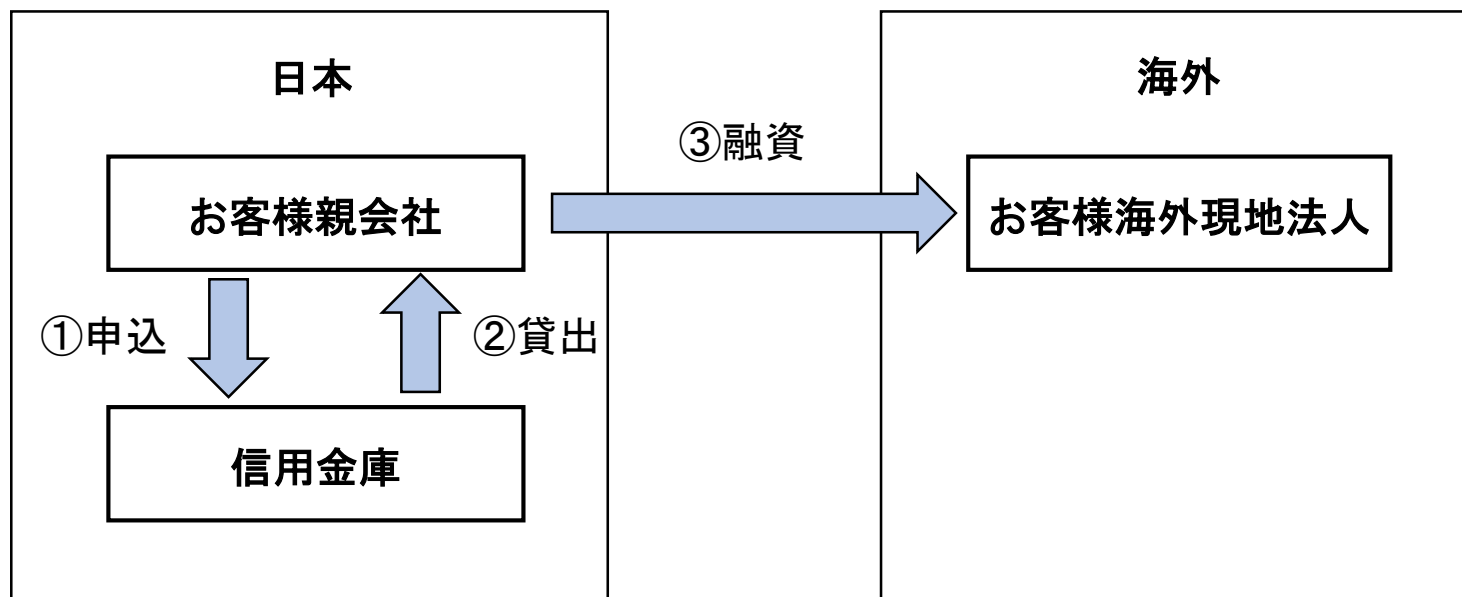 日本
海外
③融資
お客様親会社
お客様海外現地法人
①申込
②貸出
信用金庫